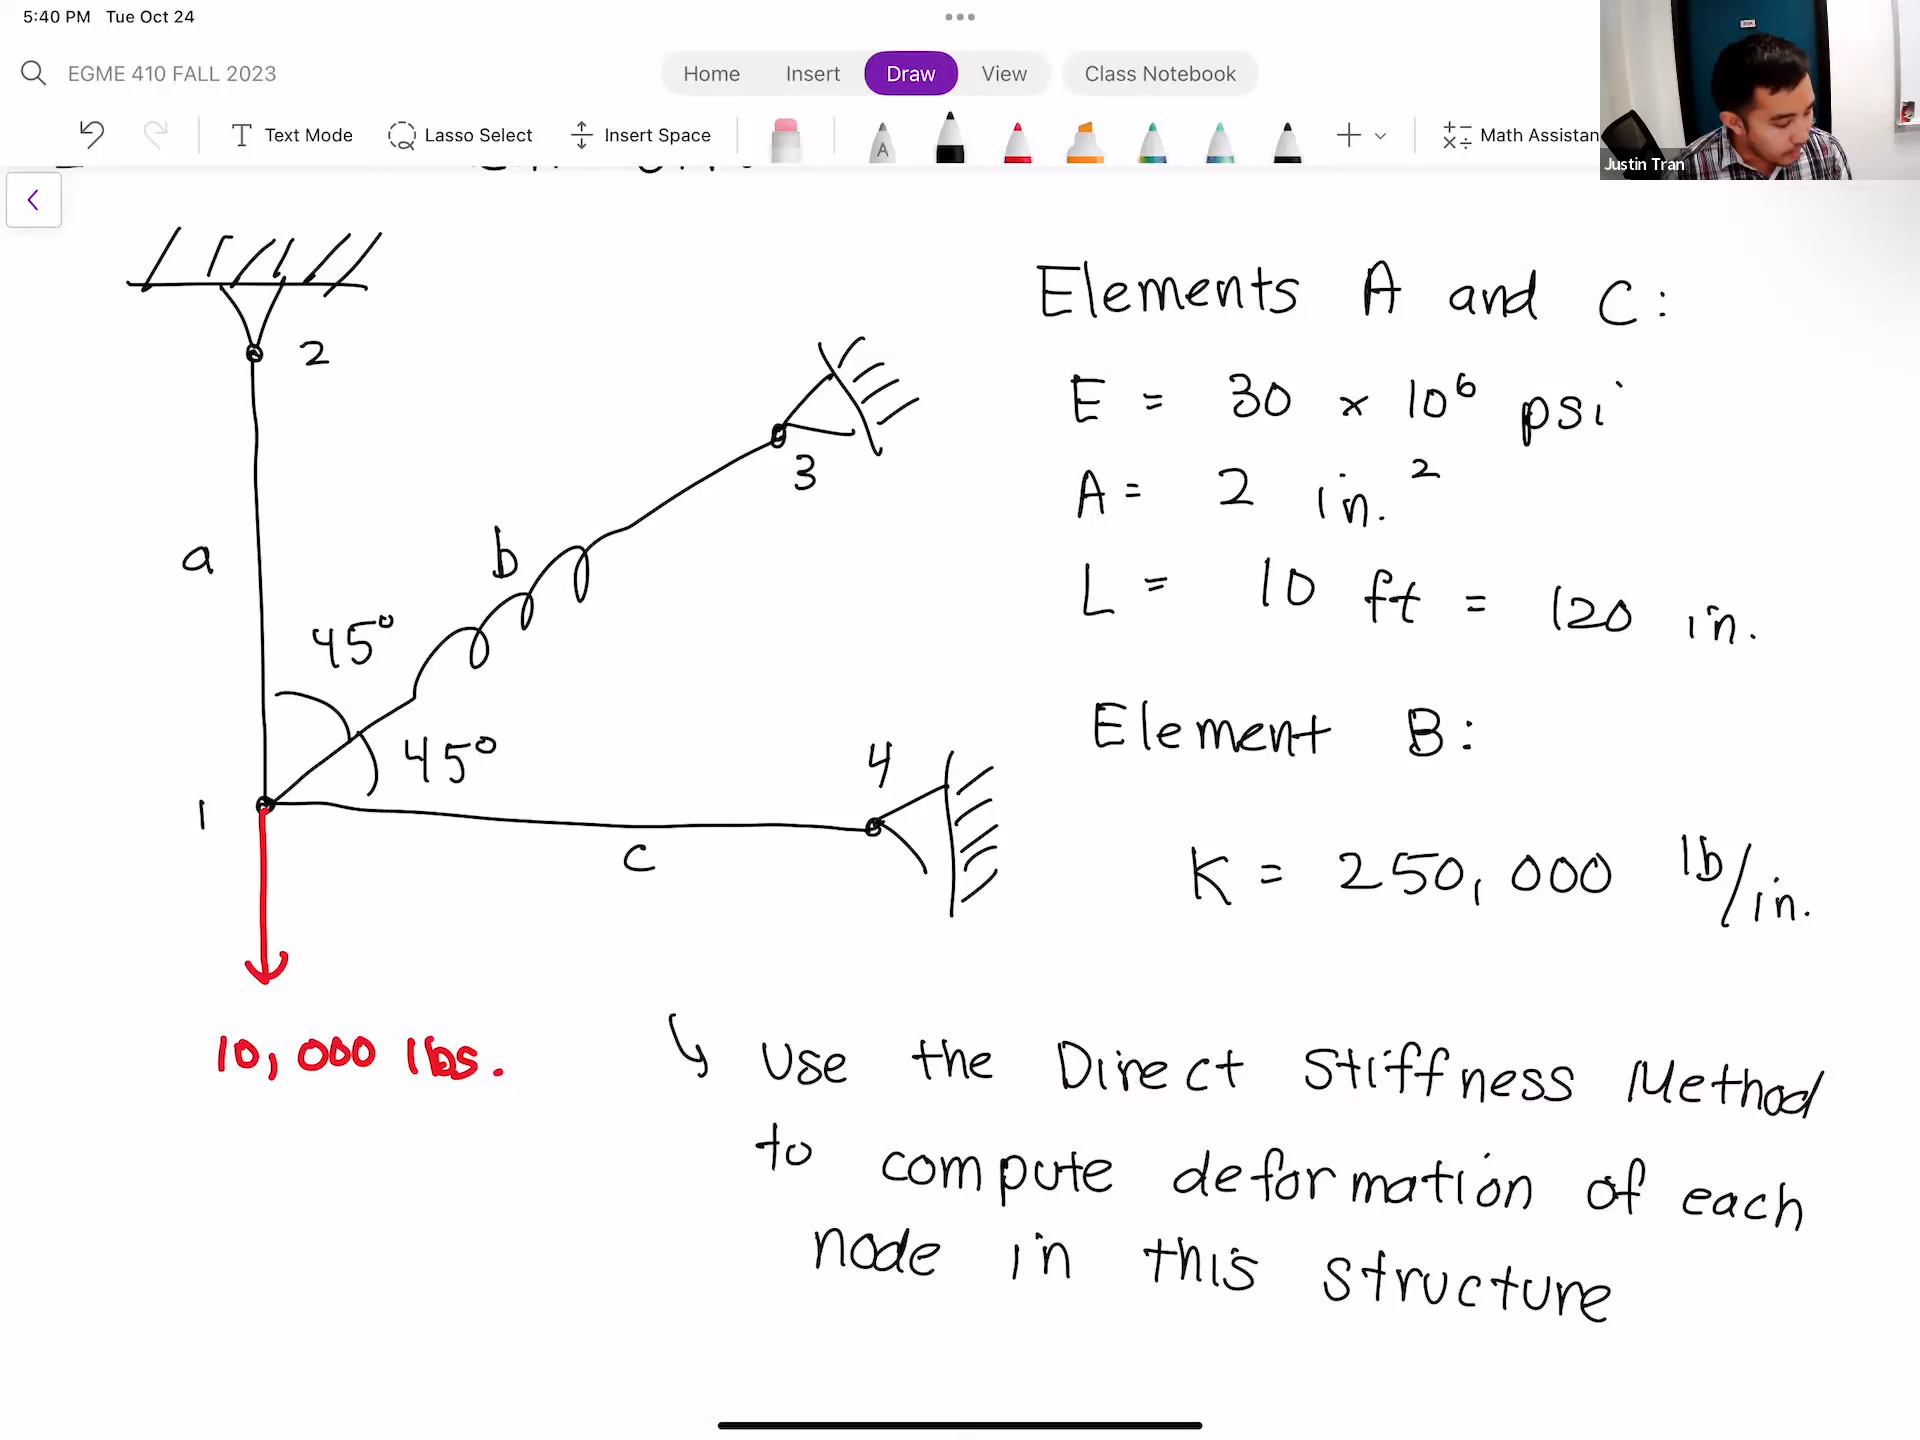 5:40 PM Tue Oct 24
EGME 410 FALL 2023
Home Insert Draw View Class Notebook
Text Mode Lasso Select Insert Space Math Assistan
Justin Tran
2
3
a
b
45°
45°
1
4
c
10,000 lbs.
Elements A and C:
E = 30 x 10⁶ psi
A = 2 in.²
L = 10 ft = 120 in.
Element B:
K = 250,000 lb/in.
↳ Use the Direct Stiffness Method
to compute deformation of each
node in this structure